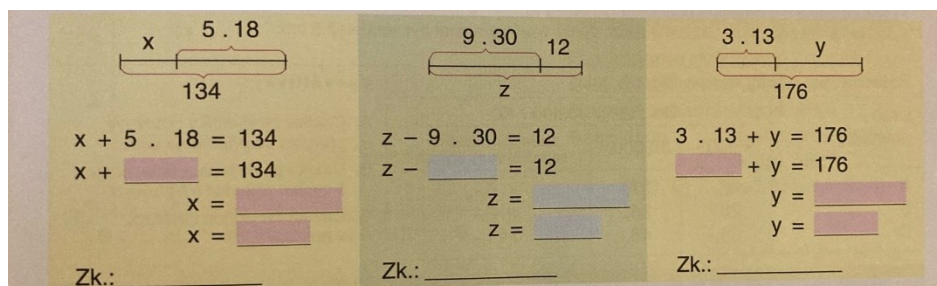 x 5 . 18
134
x + 5 . 18 = 134
x + = 134
x =
x =
Zk.:
9 . 30 12
z
z − 9 . 30 = 12
z − = 12
z =
z =
Zk.:
3 . 13 y
176
3 . 13 + y = 176
+ y = 176
y =
y =
Zk.: